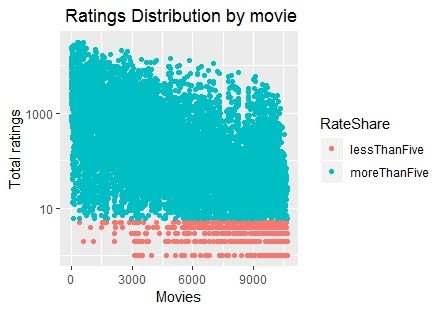 Ratings Distribution by movie
Total ratings
1000
10
0
3000
6000
9000
Movies
RateShare
lessThanFive
moreThanFive